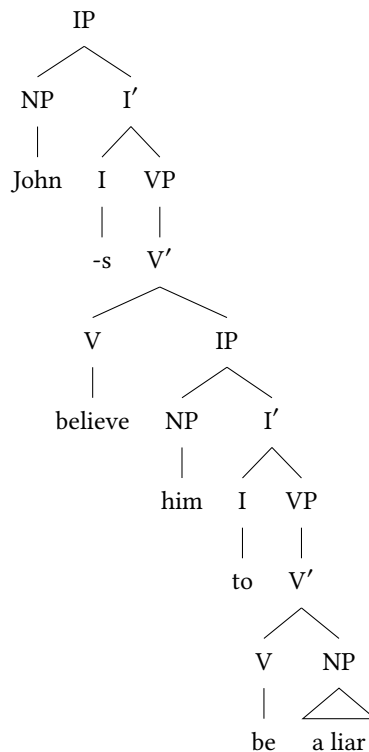 IP
NP I′
John I VP
-s V′
V IP
believe NP I′
him I VP
to V′
V NP
be a liar